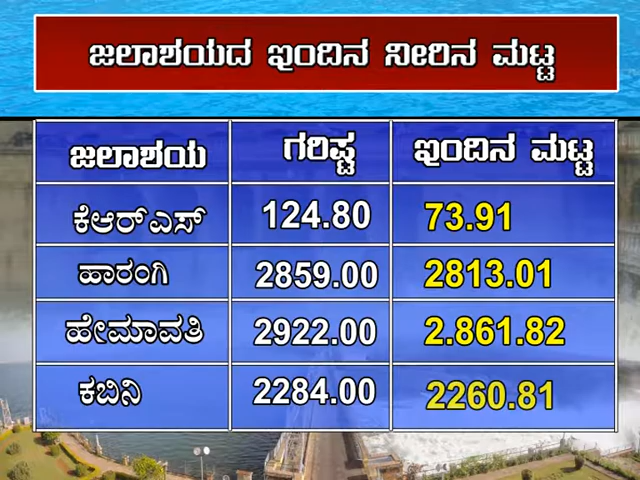 ಜಲಾಶಯದ ಇಂದಿನ ನೀರಿನ ಮಟ್ಟ
ಜಲಾಶಯ ಗರಿಷ್ಟ ಇಂದಿನ ಮಟ್ಟ
ಕೆಆರ್‌ಎಸ್ 124.80 73.91
ಹಾರಂಗಿ 2859.00 2813.01
ಹೇಮಾವತಿ 2922.00 2.861.82
ಕಬಿನಿ 2284.00 2260.81